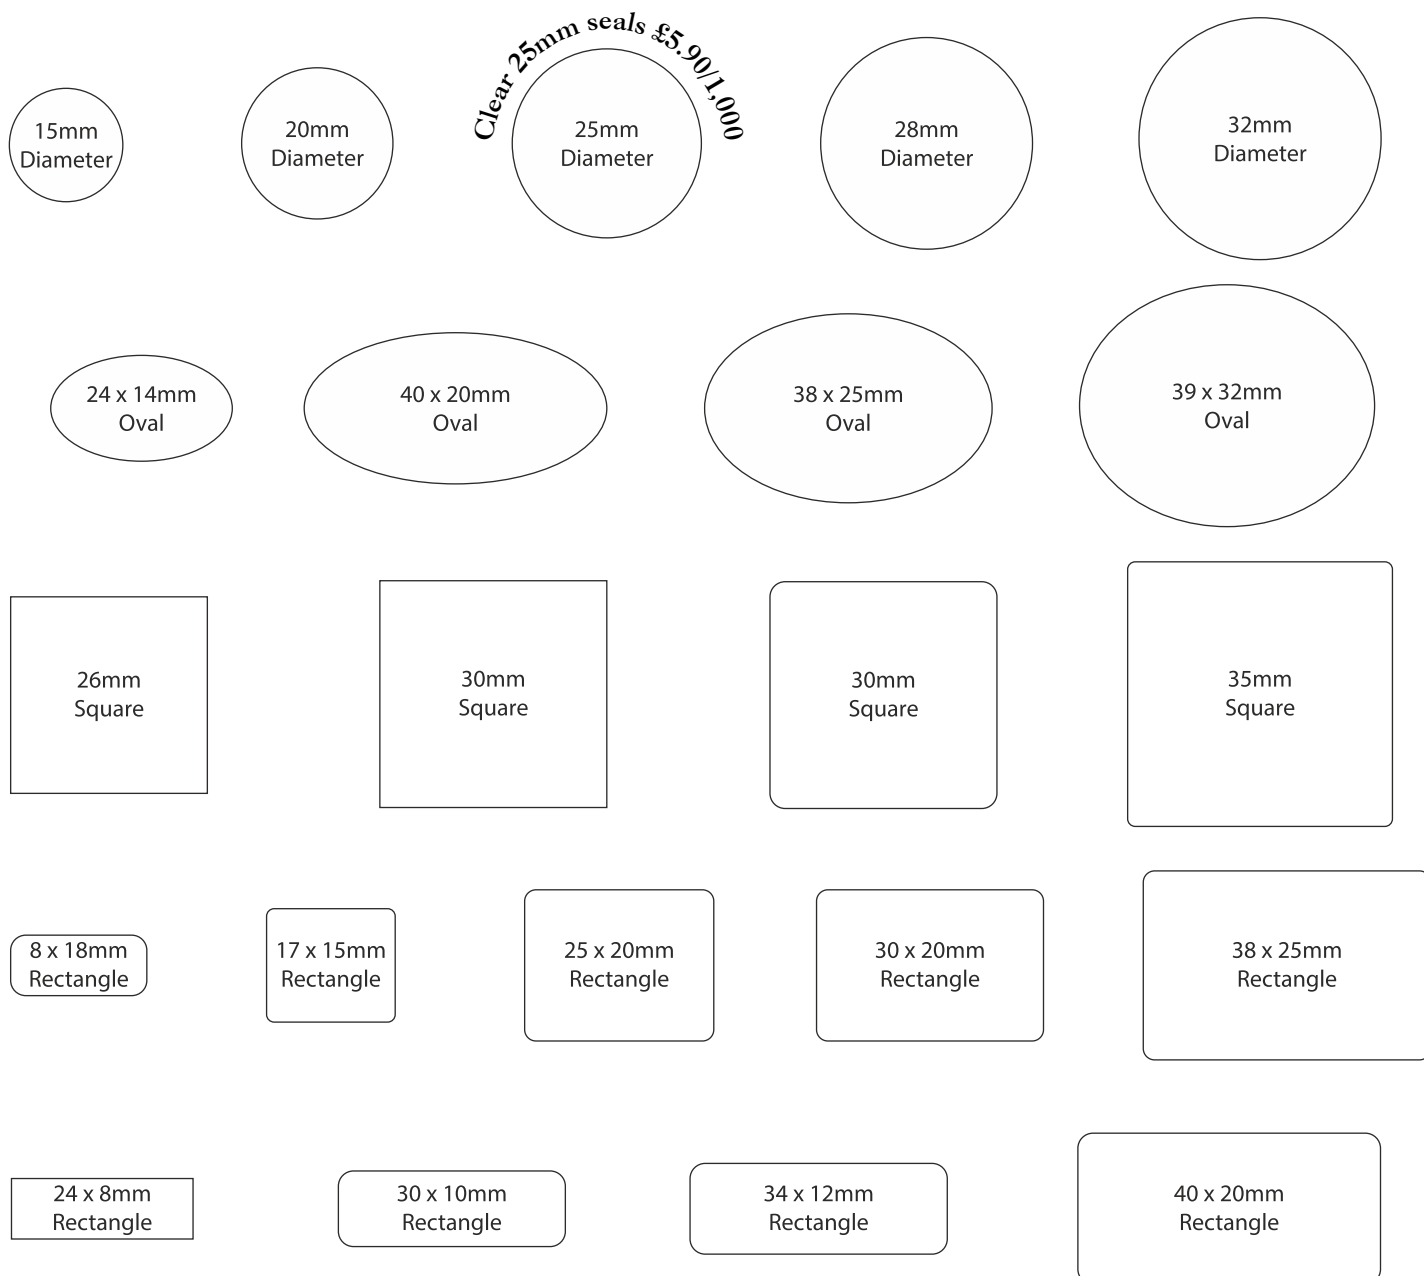 Clear 25mm seals £5.90/1,000
15mm
Diameter
20mm
Diameter
25mm
Diameter
28mm
Diameter
32mm
Diameter
24 x 14mm
Oval
40 x 20mm
Oval
38 x 25mm
Oval
39 x 32mm
Oval
26mm
Square
30mm
Square
30mm
Square
35mm
Square
8 x 18mm
Rectangle
17 x 15mm
Rectangle
25 x 20mm
Rectangle
30 x 20mm
Rectangle
38 x 25mm
Rectangle
24 x 8mm
Rectangle
30 x 10mm
Rectangle
34 x 12mm
Rectangle
40 x 20mm
Rectangle